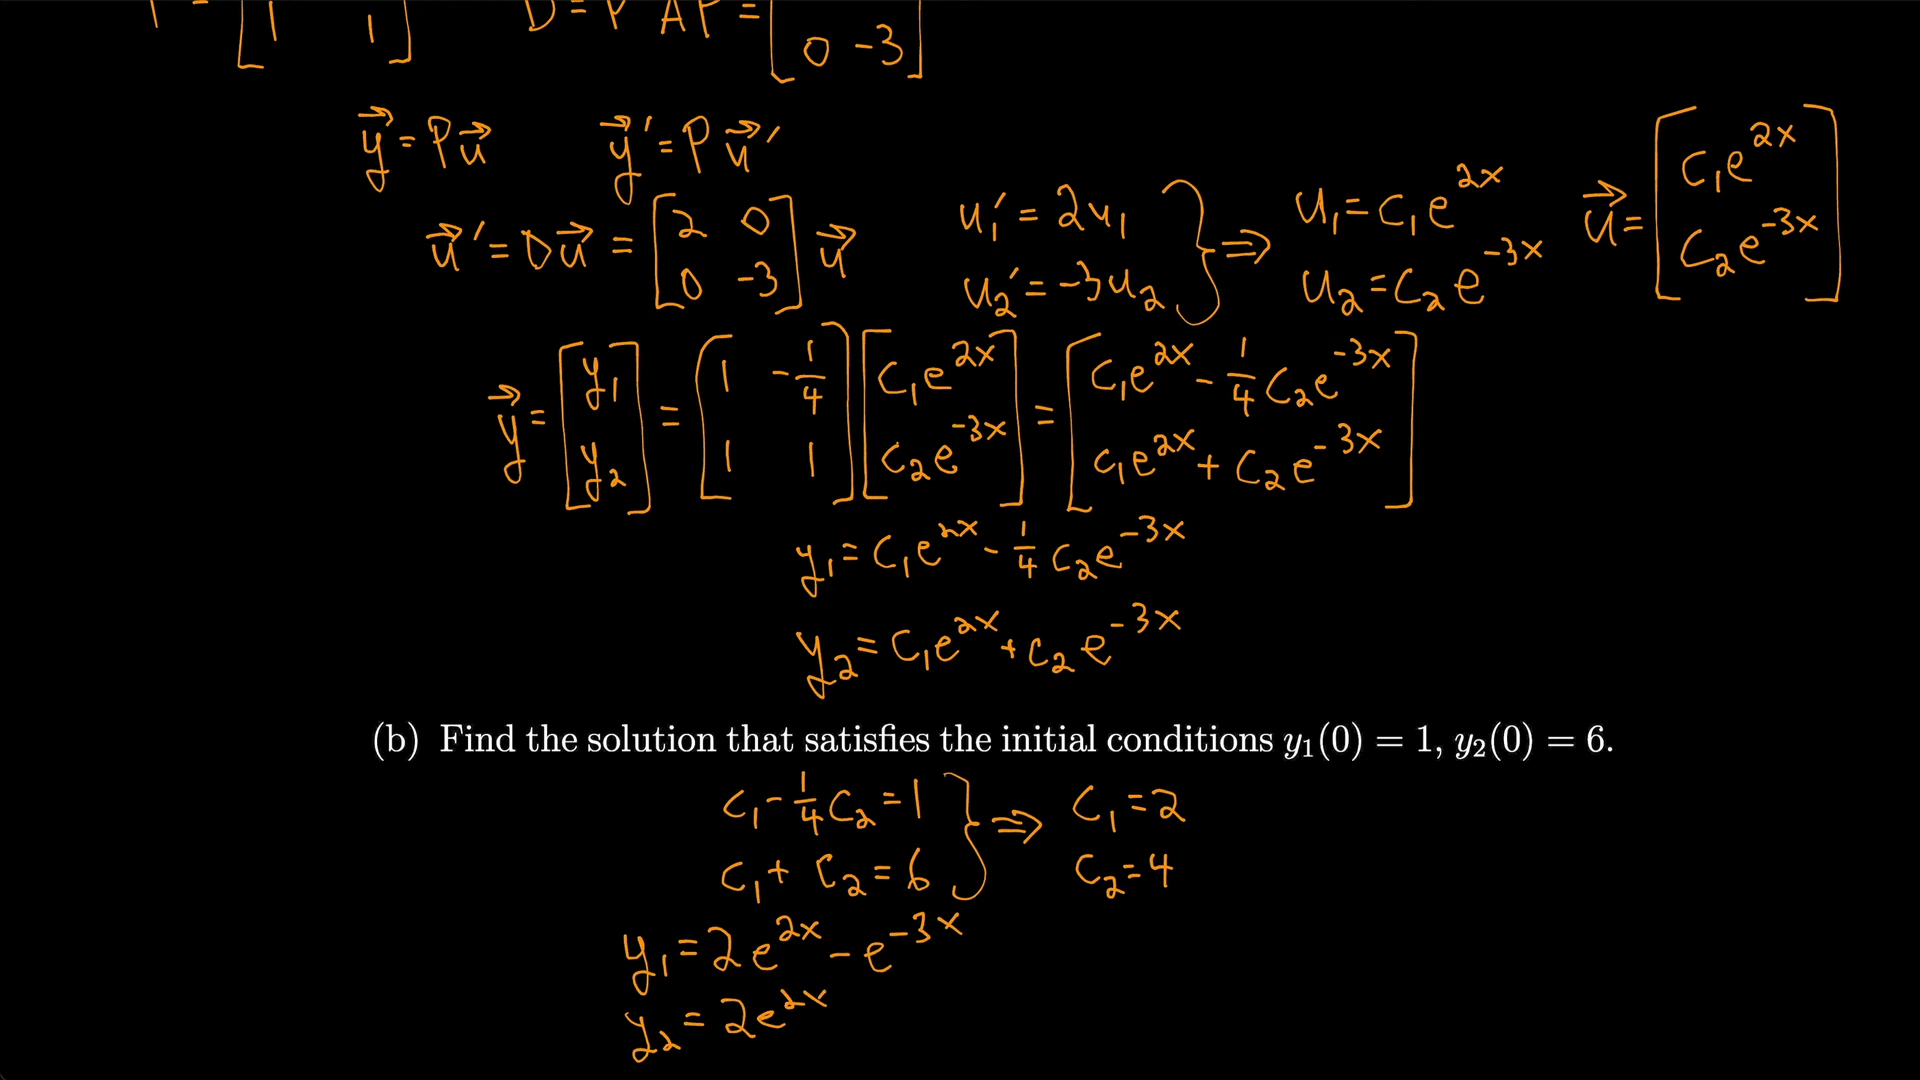 [1 1] D = P AP = [0 -3]
y⃗ = Pu⃗ y⃗′ = Pu⃗′
u⃗′ = Du⃗ = [2 0; 0 -3] u⃗ u₁′ = 2u₁ u₂′ = -3u₂ } ⇒ u₁ = c₁e^{2x} u₂ = c₂e^{-3x} u⃗ = [c₁e^{2x}; c₂e^{-3x}]
y⃗ = [y₁; y₂] = [1 -1/4; 1 1] [c₁e^{2x}; c₂e^{-3x}] = [c₁e^{2x} - 1/4 c₂e^{-3x}; c₁e^{2x} + c₂e^{-3x}]
y₁ = c₁e^{2x} - 1/4 c₂e^{-3x}
y₂ = c₁e^{2x} + c₂e^{-3x}
(b) Find the solution that satisfies the initial conditions y₁(0) = 1, y₂(0) = 6.
c₁ - 1/4 c₂ = 1 } ⇒ c₁ = 2
c₁ + c₂ = 6 c₂ = 4
y₁ = 2e^{2x} - e^{-3x}
y₂ = 2e^{2x}